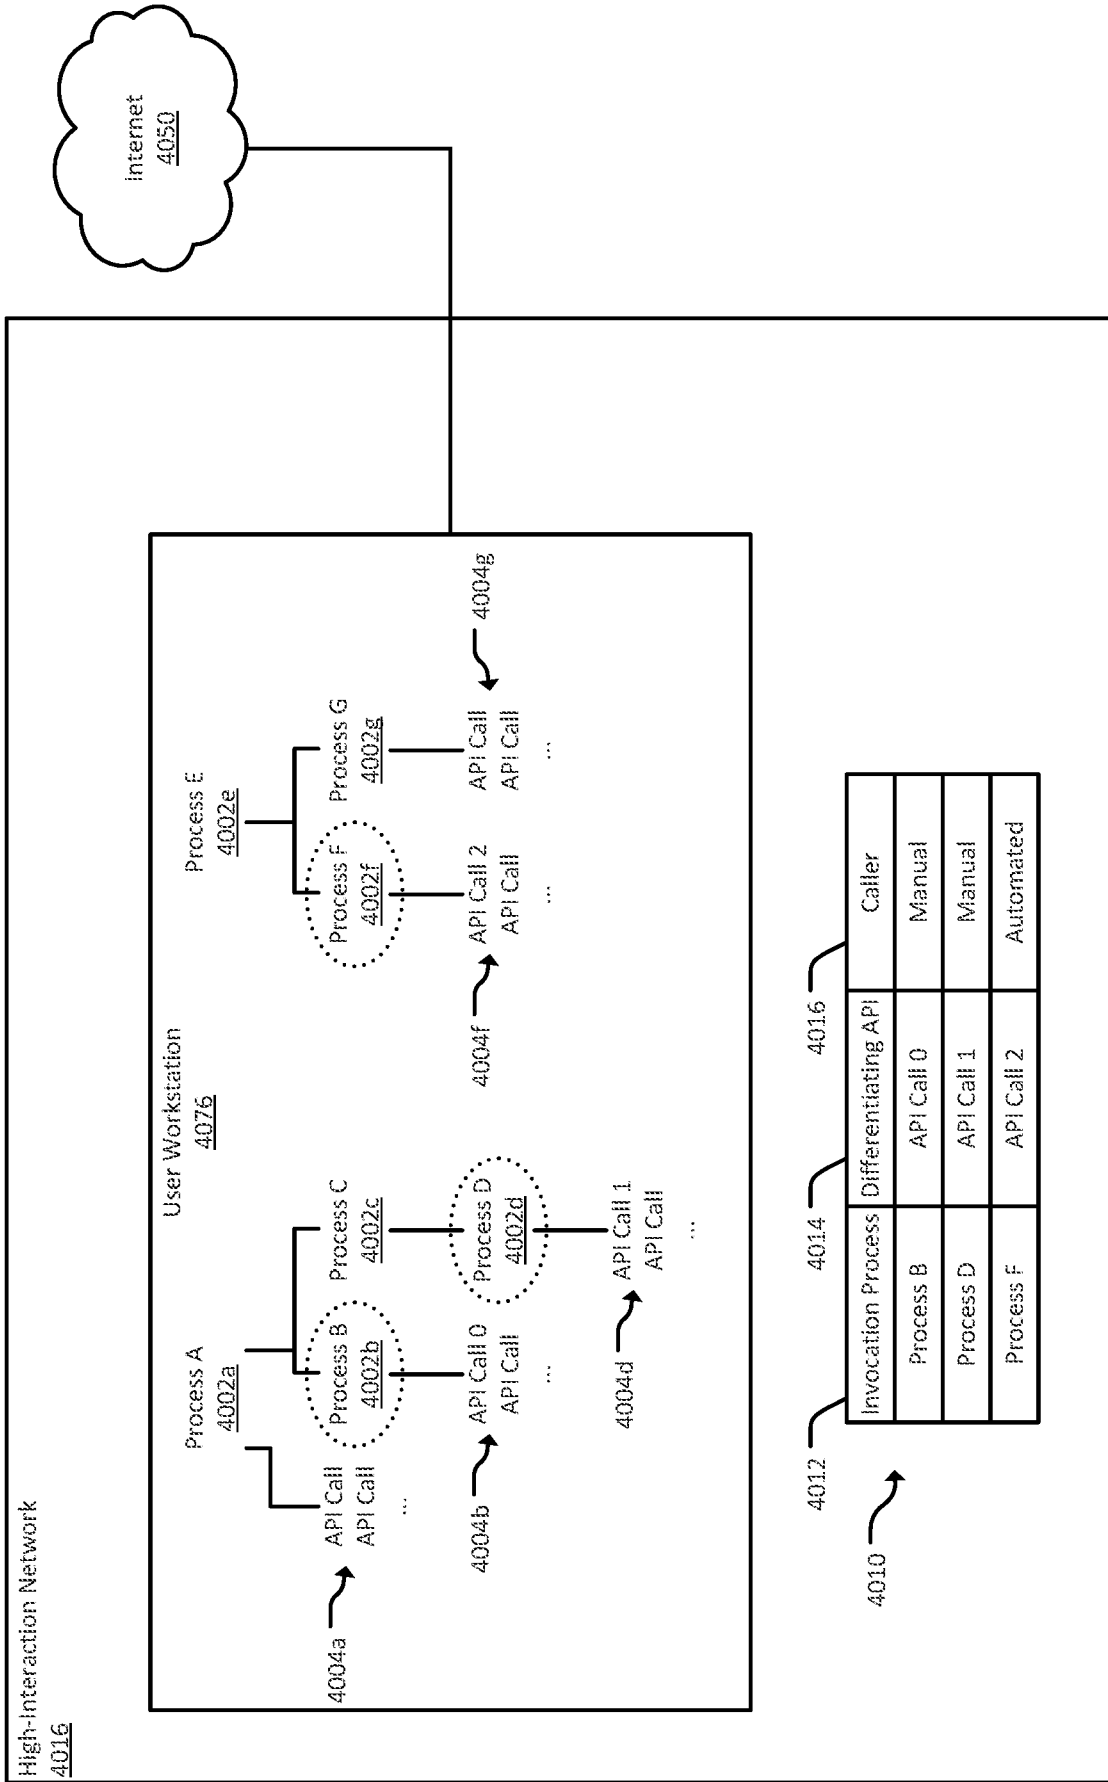 High-Interaction Network
4016
Internet
4050
User Workstation
4076
Process A
4002a
Process E
4002e
API Call
API Call
...
4004a
Process B
4002b
Process C
4002c
Process F
4002f
Process G
4002g
API Call 0
API Call
...
4004b
Process D
4002d
API Call 2
API Call
...
4004f
API Call
API Call
...
4004g
API Call 1
API Call
...
4004d
4010
4012
4014
4016
Invocation Process Differentiating API Caller
Process B API Call 0 Manual
Process D API Call 1 Manual
Process F API Call 2 Automated